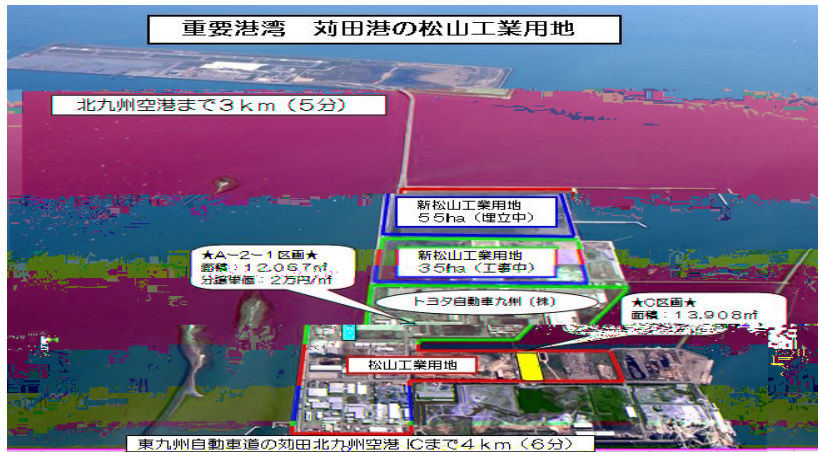 重要港湾 苅田港の松山工業用地
北九州空港まで3km(5分)
新松山工業用地
55ha(埋立中)
★A-2-1区画★
面積:12,067㎡
分譲単価:2万円/㎡
新松山工業用地
35ha(工事中)
トヨタ自動車九州(株)
★C区画★
面積:13,908㎡
松山工業用地
東九州自動車道の苅田北九州空港ICまで4km(6分)